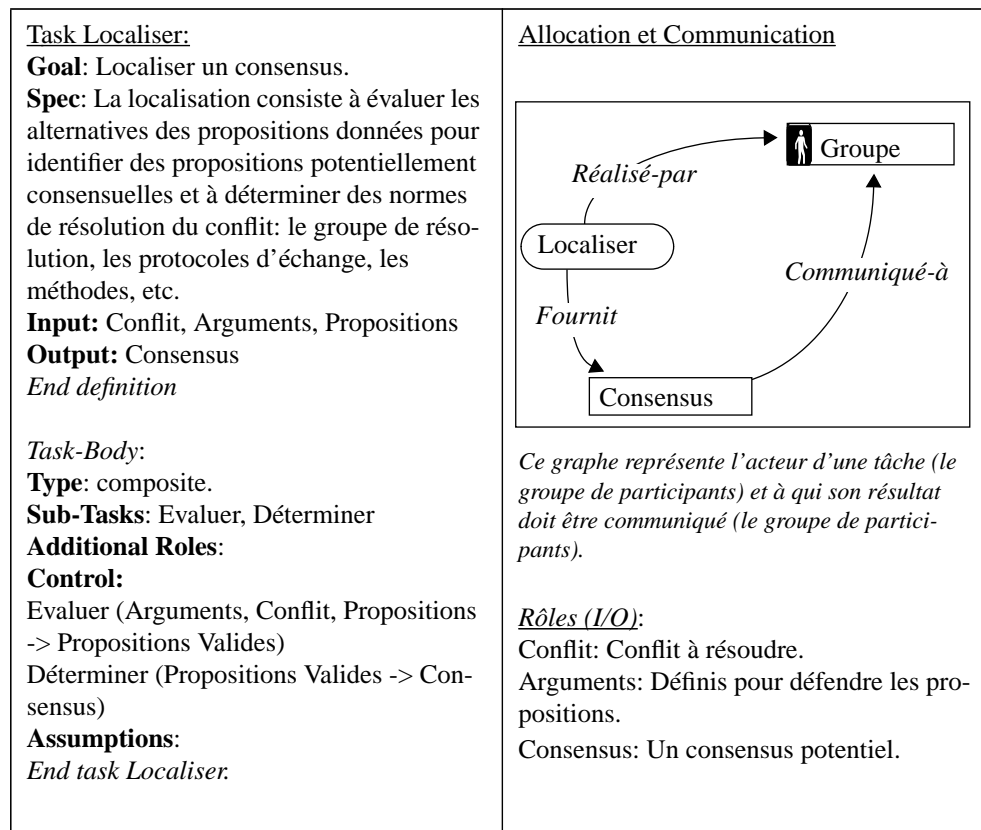 Task Localiser:
Goal: Localiser un consensus.
Spec: La localisation consiste à évaluer les
alternatives des propositions données pour
identifier des propositions potentiellement
consensuelles et à déterminer des normes
de résolution du conflit: le groupe de réso-
lution, les protocoles d’échange, les
méthodes, etc.
Input: Conflit, Arguments, Propositions
Output: Consensus
End definition
Task-Body:
Type: composite.
Sub-Tasks: Evaluer, Déterminer
Additional Roles:
Control:
Evaluer (Arguments, Conflit, Propositions
-> Propositions Valides)
Déterminer (Propositions Valides -> Con-
sensus)
Assumptions:
End task Localiser.
Allocation et Communication
Groupe
Réalisé-par
Localiser
Communiqué-à
Fournit
Consensus
Ce graphe représente l’acteur d’une tâche (le
groupe de participants) et à qui son résultat
doit être communiqué (le groupe de partici-
pants).
Rôles (I/O):
Conflit: Conflit à résoudre.
Arguments: Définis pour défendre les pro-
positions.
Consensus: Un consensus potentiel.